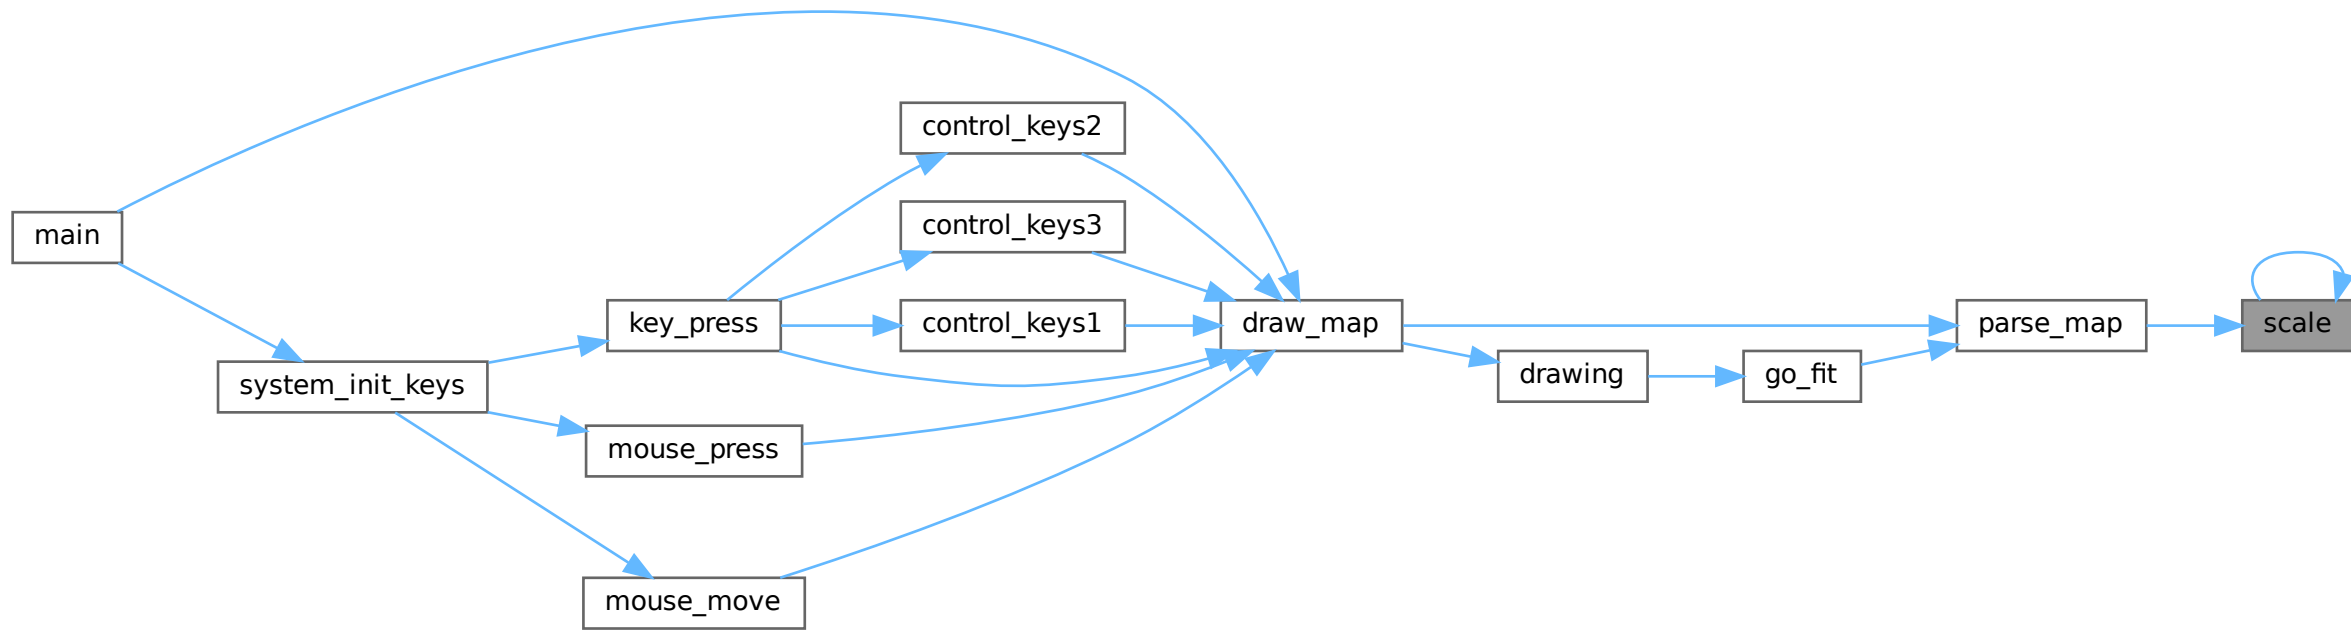 main
system_init_keys
key_press
mouse_press
mouse_move
control_keys2
control_keys3
control_keys1
draw_map
drawing
go_fit
parse_map
scale